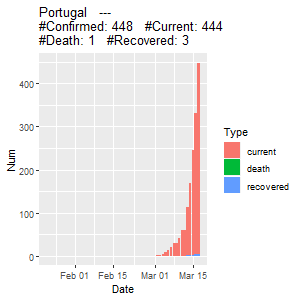 Portugal   ---
#Confirmed: 448   #Current: 444
#Death: 1   #Recovered: 3
400
300
200
100
0
Num
Feb 01 Feb 15 Mar 01 Mar 15
Date
Type
current
death
recovered